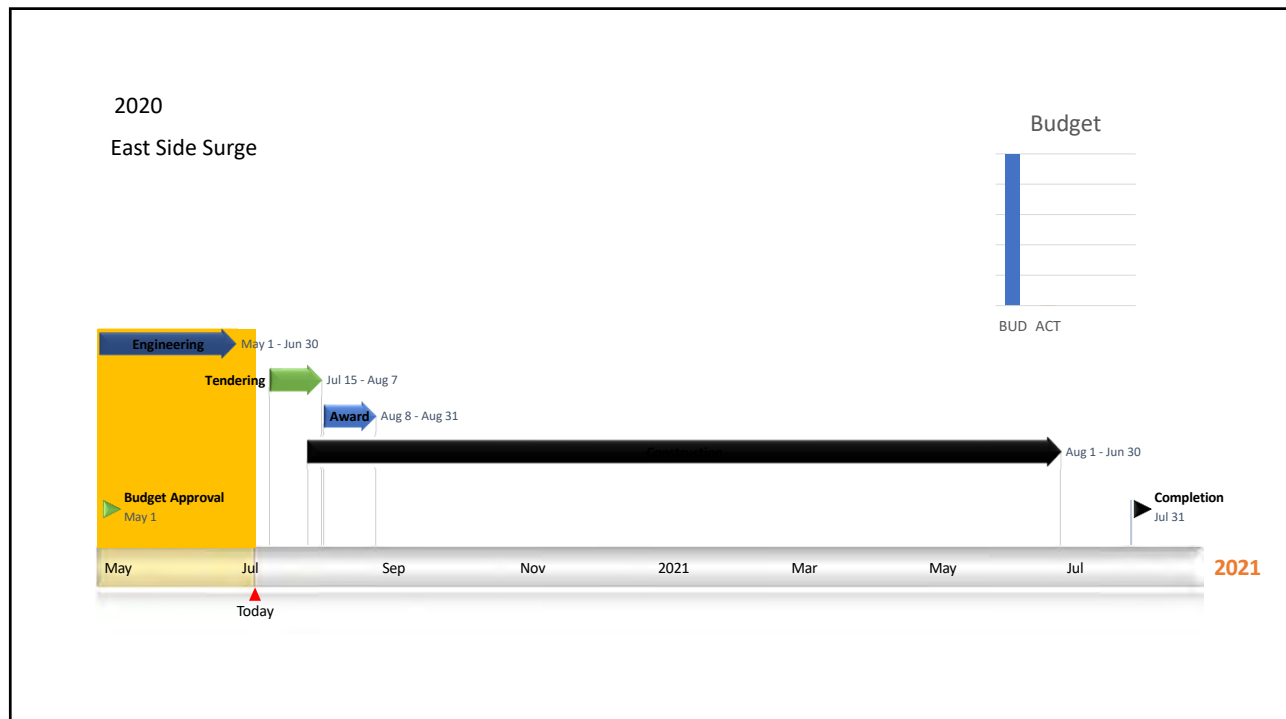 2020
East Side Surge
Budget
BUD ACT
Engineering May 1 - Jun 30
Tendering Jul 15 - Aug 7
Award Aug 8 - Aug 31
Construction Aug 1 - Jun 30
Budget Approval
May 1
Completion
Jul 31
May Jul Sep Nov 2021 Mar May Jul 2021
Today